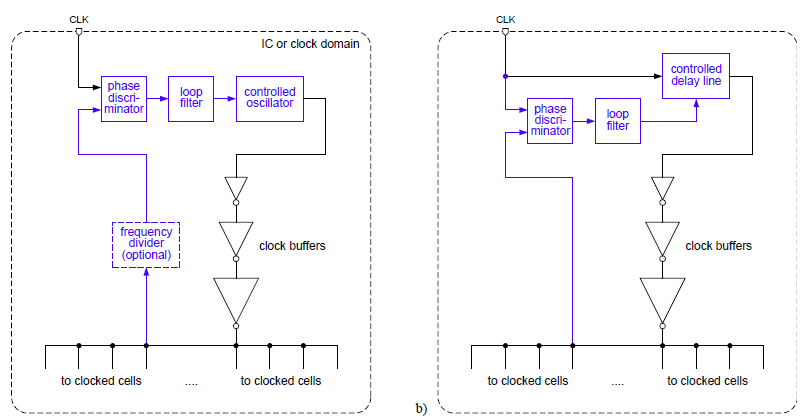 CLK
IC or clock domain
phase
discri-
minator
loop
filter
controlled
oscillator
frequency
divider
(optional)
clock buffers
to clocked cells
....
to clocked cells
b)
CLK
controlled
delay line
phase
discri-
minator
loop
filter
clock buffers
to clocked cells
....
to clocked cells